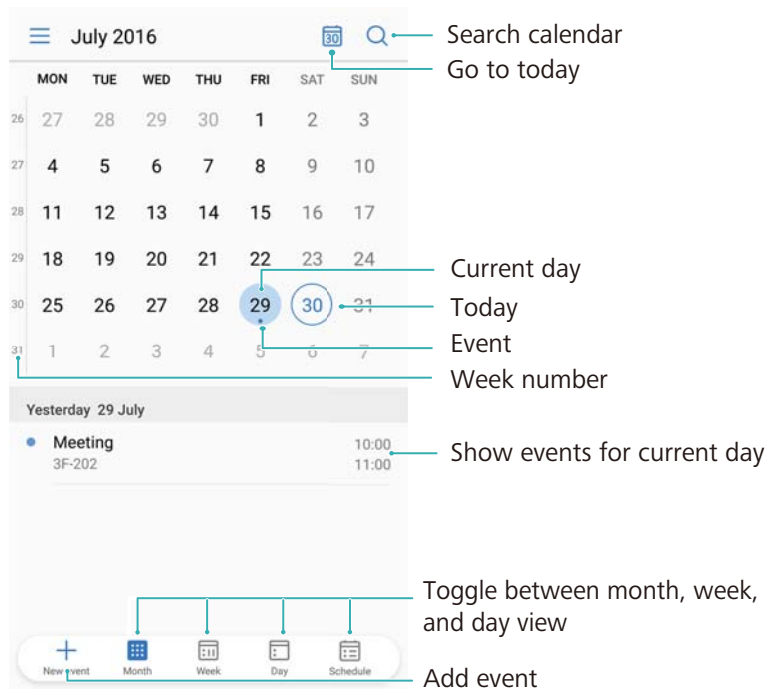 July 2016
30
Search calendar
Go to today
MON TUE WED THU FRI SAT SUN
26 27 28 29 30 1 2 3
27 4 5 6 7 8 9 10
28 11 12 13 14 15 16 17
29 18 19 20 21 22 23 24
Current day
30 25 26 27 28 29 30 31
Today
Event
31 1 2 3 4 5 6 7
Week number
Yesterday 29 July
Meeting 10:00
3F-202 11:00
Show events for current day
Toggle between month, week,
and day view
New event Month Week Day Schedule
Add event